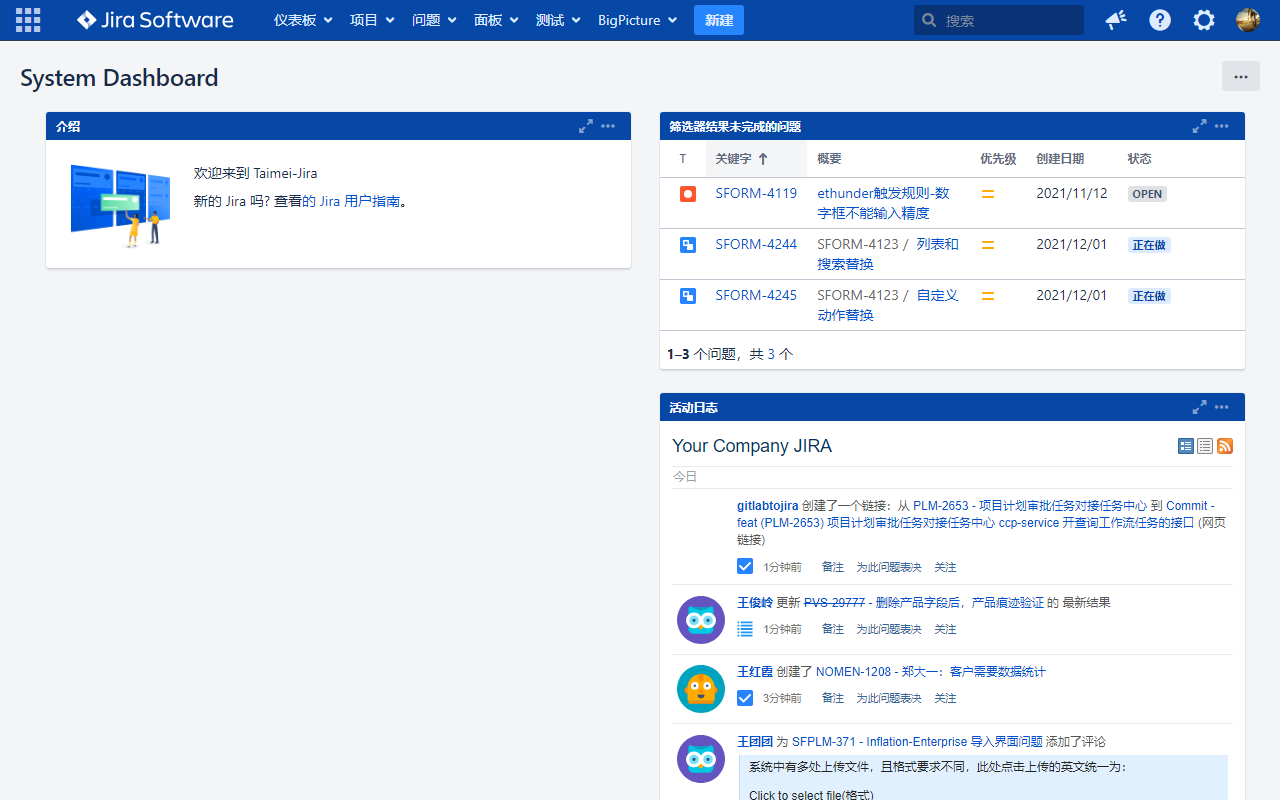 Jira Software 仪表板 项目 问题 面板 测试 BigPicture 新建 搜索
System Dashboard
介绍
欢迎来到 Taimei-Jira
新的 Jira 吗? 查看的 Jira 用户指南。
筛选器结果未完成的问题
T 关键字 ↑ 概要 优先级 创建日期 状态
SFORM-4119 ethunder触发规则-数 2021/11/12 OPEN
字框不能输入精度
SFORM-4244 SFORM-4123 / 列表和 2021/12/01 正在做
搜索替换
SFORM-4245 SFORM-4123 / 自定义 2021/12/01 正在做
动作替换
1–3 个问题，共 3 个
活动日志
Your Company JIRA
今日
gitlabtojira 创建了一个链接：从 PLM-2653 - 项目计划审批任务对接任务中心 到 Commit -
feat (PLM-2653) 项目计划审批任务对接任务中心 ccp-service 开查询工作流任务的接口 (网页
链接)
1分钟前 备注 为此问题表决 关注
王俊岭 更新 PVS-29777 - 删除产品字段后，产品痕迹验证 的 最新结果
1分钟前 备注 为此问题表决 关注
王红霞 创建了 NOMEN-1208 - 郑大一：客户需要数据统计
3分钟前 备注 为此问题表决 关注
王团团 为 SFPLM-371 - Inflation-Enterprise 导入界面问题 添加了评论
系统中有多处上传文件，且格式要求不同，此处点击上传的英文统一为：
Click to select file(格式)